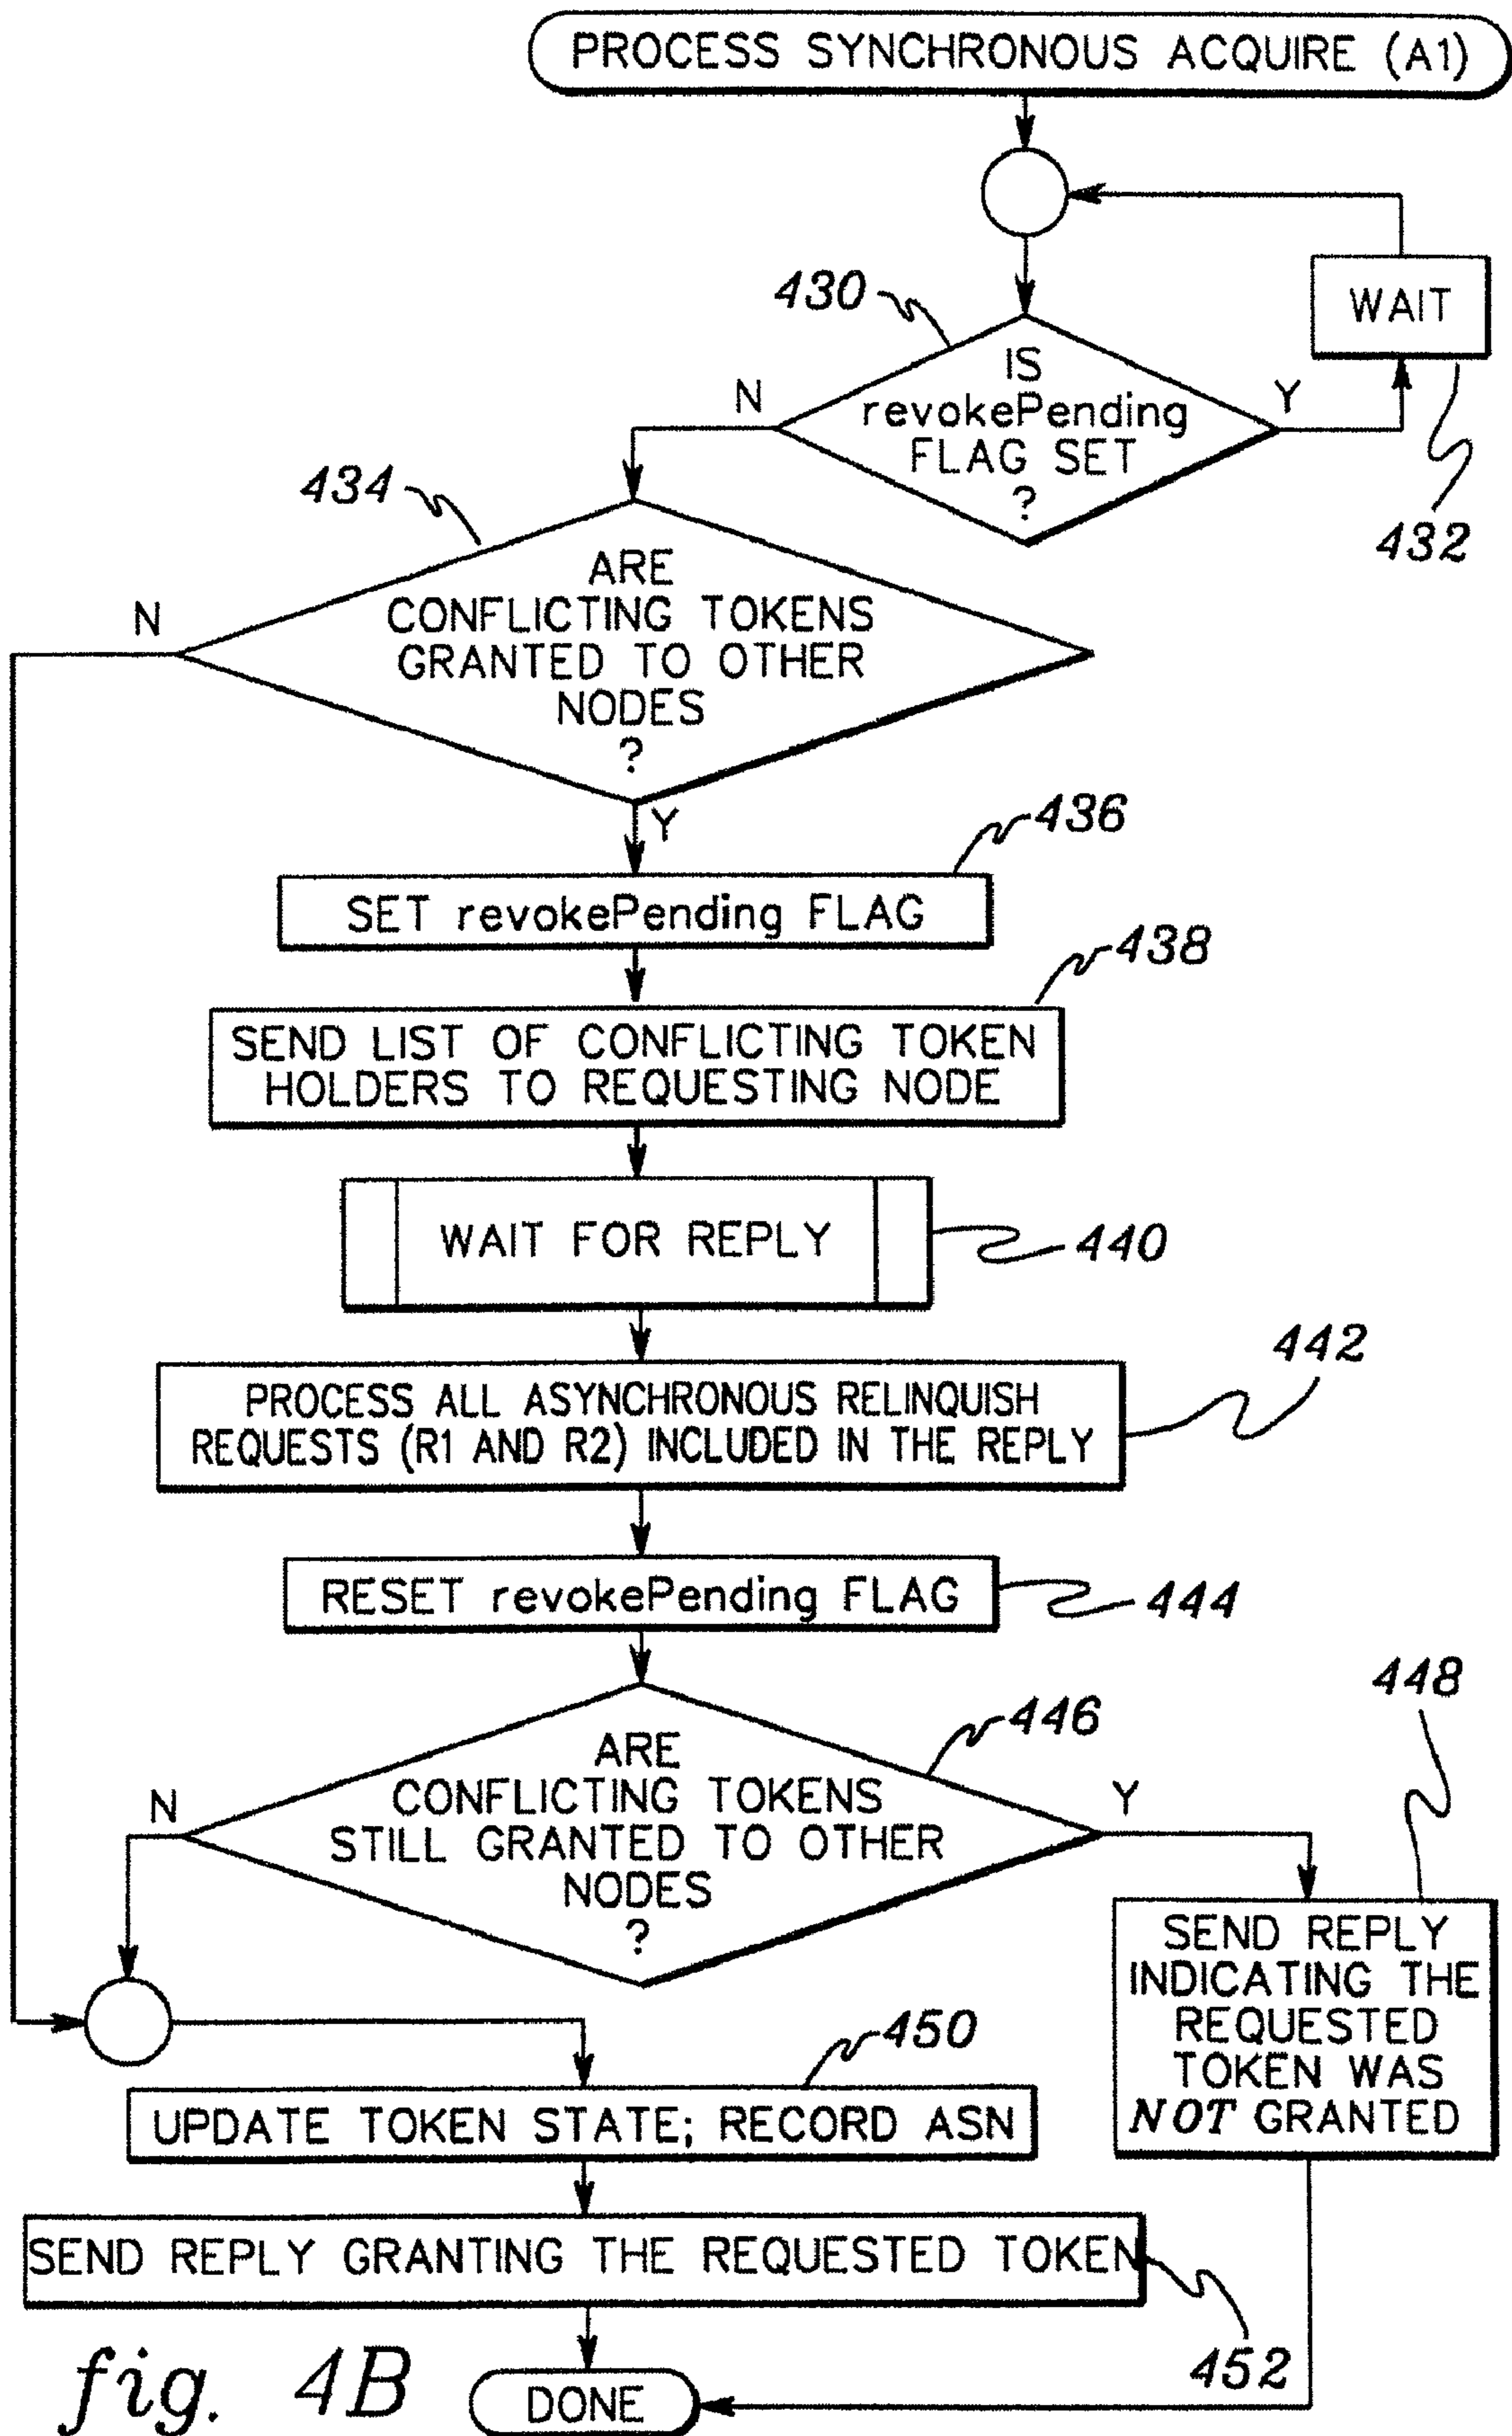 PROCESS SYNCHRONOUS ACQUIRE (A1)
430
WAIT
IS
revokePending
FLAG SET
?
N
Y
432
434
ARE
CONFLICTING TOKENS
GRANTED TO OTHER
NODES
?
N
Y
436
SET revokePending FLAG
438
SEND LIST OF CONFLICTING TOKEN
HOLDERS TO REQUESTING NODE
WAIT FOR REPLY
440
442
PROCESS ALL ASYNCHRONOUS RELINQUISH
REQUESTS (R1 AND R2) INCLUDED IN THE REPLY
RESET revokePending FLAG
444
446
448
ARE
CONFLICTING TOKENS
STILL GRANTED TO OTHER
NODES
?
N
Y
SEND REPLY
INDICATING THE
REQUESTED
TOKEN WAS
NOT GRANTED
450
UPDATE TOKEN STATE; RECORD ASN
SEND REPLY GRANTING THE REQUESTED TOKEN
452
fig. 4B
DONE